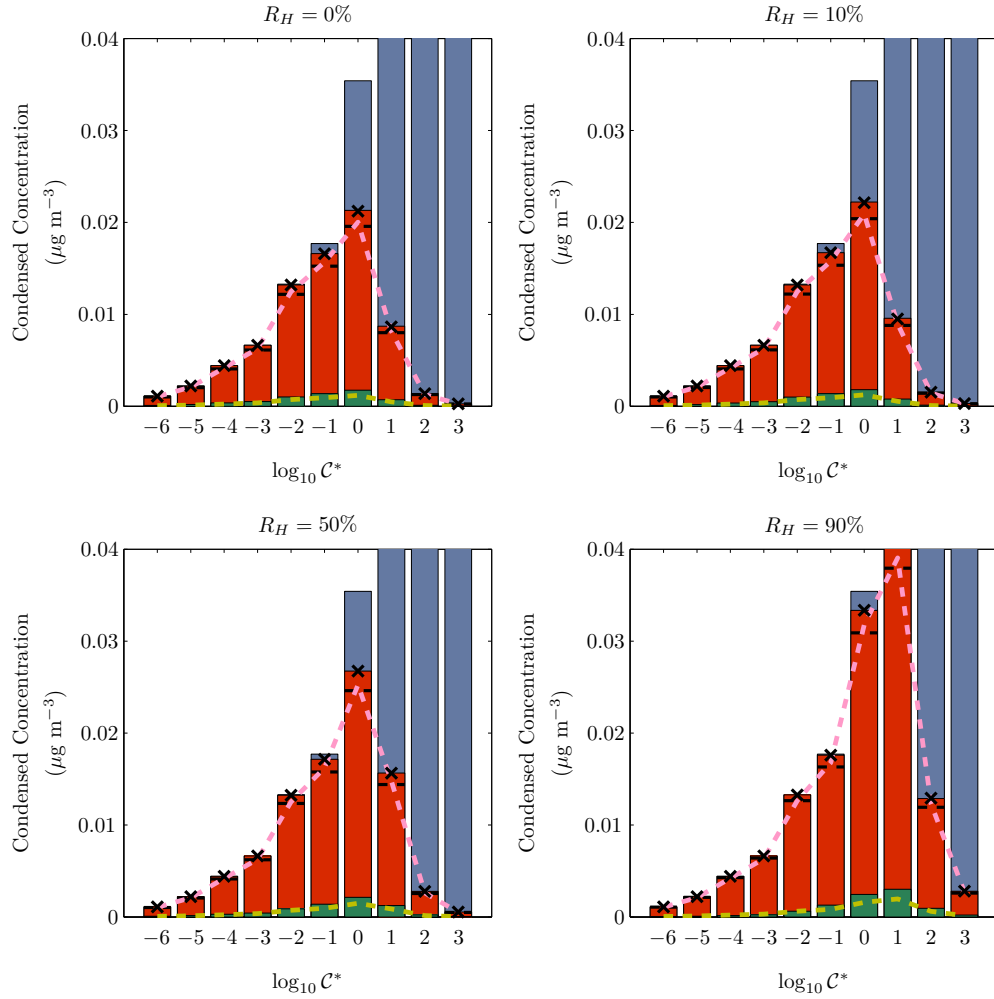 R_H = 0%
0.04
0.03
0.02
0.01
0
Condensed Concentration
(μg m⁻³)
−6 −5 −4 −3 −2 −1 0 1 2 3
log₁₀ C*
R_H = 10%
0.04
0.03
0.02
0.01
0
Condensed Concentration
(μg m⁻³)
−6 −5 −4 −3 −2 −1 0 1 2 3
log₁₀ C*
R_H = 50%
0.04
0.03
0.02
0.01
0
Condensed Concentration
(μg m⁻³)
−6 −5 −4 −3 −2 −1 0 1 2 3
log₁₀ C*
R_H = 90%
0.04
0.03
0.02
0.01
0
Condensed Concentration
(μg m⁻³)
−6 −5 −4 −3 −2 −1 0 1 2 3
log₁₀ C*